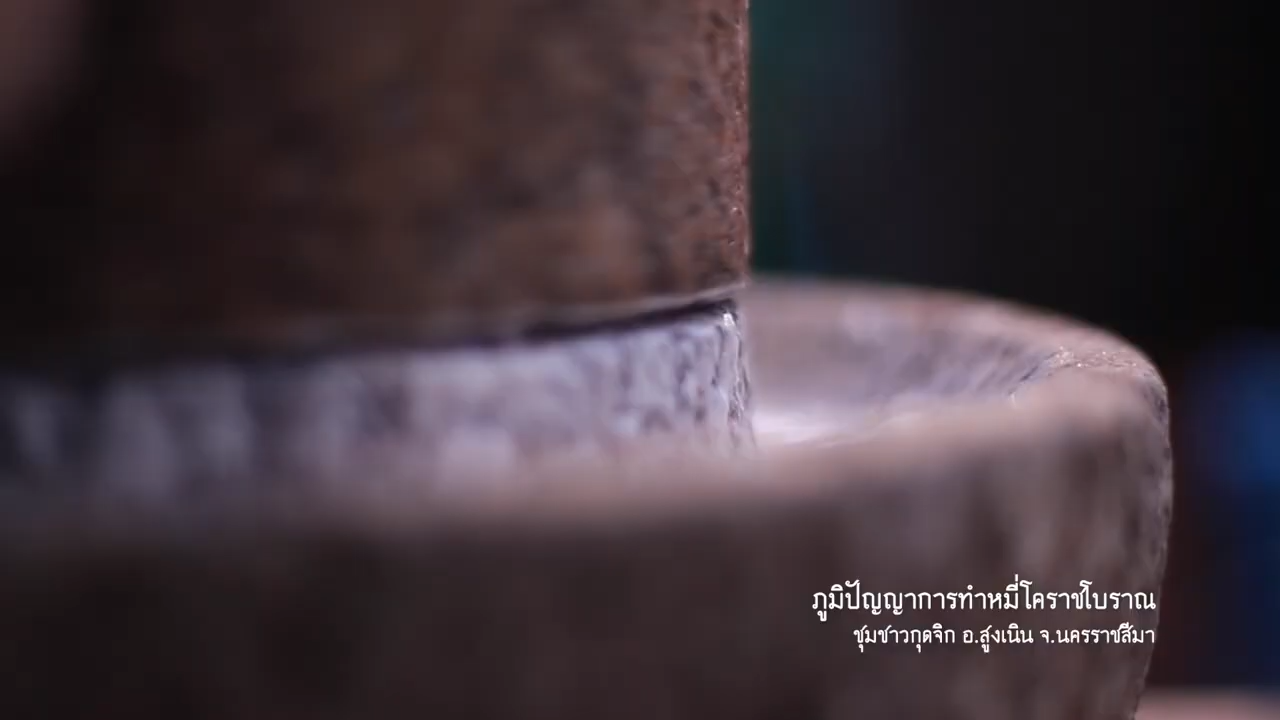 ภูมิปัญญาการทำหมี่โคราชโบราณ
ชุมชาวกุดจิก อ.สูงเนิน จ.นครราชสีมา